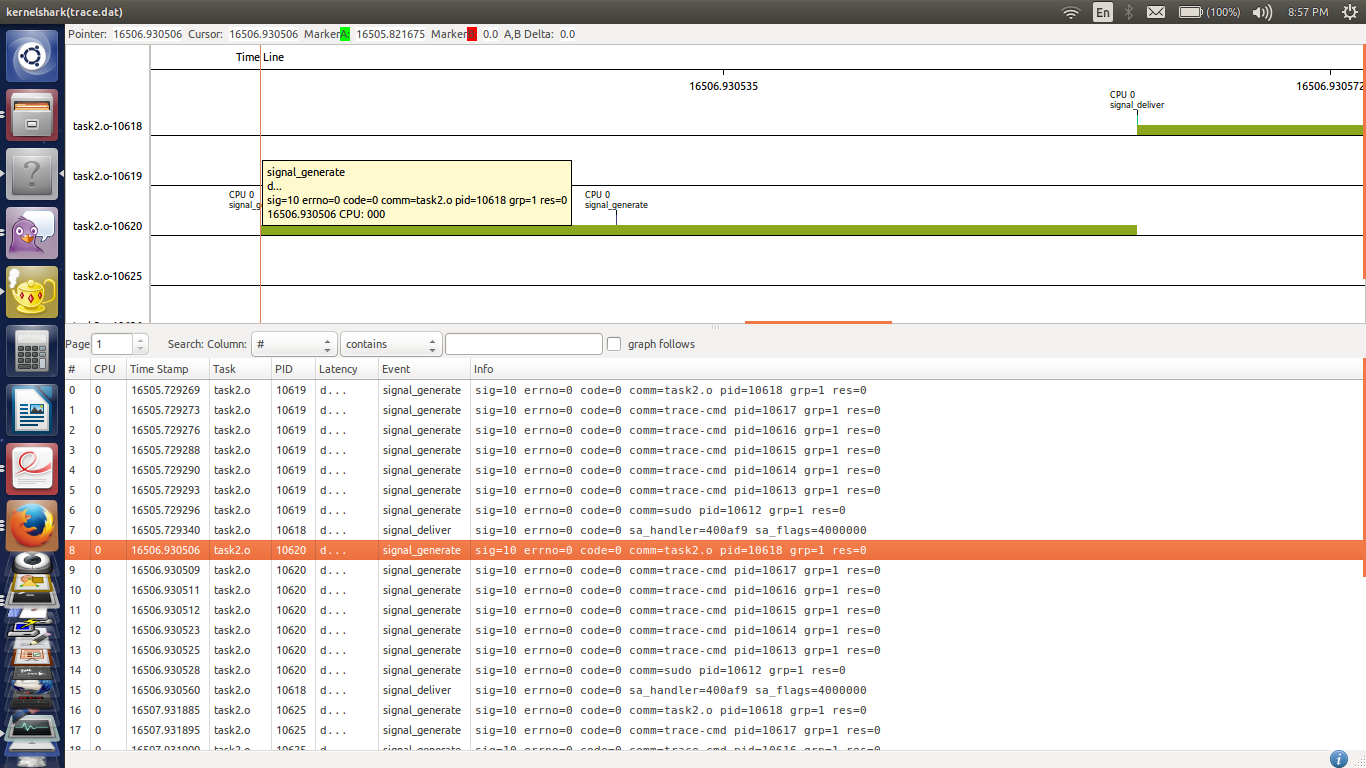 kernelshark(trace.dat)
En
(100%)
8:57 PM
Pointer: 16506.930506 Cursor: 16506.930506 MarkerA: 16505.821675 MarkerB: 0.0 A,B Delta: 0.0
Time Line
16506.930535
16506.930572
CPU 0
signal_deliver
task2.o-10618
task2.o-10619
signal_generate
d...
sig=10 errno=0 code=0 comm=task2.o pid=10618 grp=1 res=0
16506.930506 CPU: 000
CPU 0
signal_g
CPU 0
signal_generate
task2.o-10620
task2.o-10625
Page 1 Search: Column: # contains graph follows
# CPU Time Stamp Task PID Latency Event Info
0 0 16505.729269 task2.o 10619 d... signal_generate sig=10 errno=0 code=0 comm=task2.o pid=10618 grp=1 res=0
1 0 16505.729273 task2.o 10619 d... signal_generate sig=10 errno=0 code=0 comm=trace-cmd pid=10617 grp=1 res=0
2 0 16505.729276 task2.o 10619 d... signal_generate sig=10 errno=0 code=0 comm=trace-cmd pid=10616 grp=1 res=0
3 0 16505.729288 task2.o 10619 d... signal_generate sig=10 errno=0 code=0 comm=trace-cmd pid=10615 grp=1 res=0
4 0 16505.729290 task2.o 10619 d... signal_generate sig=10 errno=0 code=0 comm=trace-cmd pid=10614 grp=1 res=0
5 0 16505.729293 task2.o 10619 d... signal_generate sig=10 errno=0 code=0 comm=trace-cmd pid=10613 grp=1 res=0
6 0 16505.729296 task2.o 10619 d... signal_generate sig=10 errno=0 code=0 comm=sudo pid=10612 grp=1 res=0
7 0 16505.729340 task2.o 10618 d... signal_deliver sig=10 errno=0 code=0 sa_handler=400af9 sa_flags=4000000
8 0 16506.930506 task2.o 10620 d... signal_generate sig=10 errno=0 code=0 comm=task2.o pid=10618 grp=1 res=0
9 0 16506.930509 task2.o 10620 d... signal_generate sig=10 errno=0 code=0 comm=trace-cmd pid=10617 grp=1 res=0
10 0 16506.930511 task2.o 10620 d... signal_generate sig=10 errno=0 code=0 comm=trace-cmd pid=10616 grp=1 res=0
11 0 16506.930512 task2.o 10620 d... signal_generate sig=10 errno=0 code=0 comm=trace-cmd pid=10615 grp=1 res=0
12 0 16506.930523 task2.o 10620 d... signal_generate sig=10 errno=0 code=0 comm=trace-cmd pid=10614 grp=1 res=0
13 0 16506.930525 task2.o 10620 d... signal_generate sig=10 errno=0 code=0 comm=trace-cmd pid=10613 grp=1 res=0
14 0 16506.930528 task2.o 10620 d... signal_generate sig=10 errno=0 code=0 comm=sudo pid=10612 grp=1 res=0
15 0 16506.930560 task2.o 10618 d... signal_deliver sig=10 errno=0 code=0 sa_handler=400af9 sa_flags=4000000
16 0 16507.931885 task2.o 10625 d... signal_generate sig=10 errno=0 code=0 comm=task2.o pid=10618 grp=1 res=0
17 0 16507.931895 task2.o 10625 d... signal_generate sig=10 errno=0 code=0 comm=trace-cmd pid=10617 grp=1 res=0
18 0 16507.931900 task2.o 10625 d... signal_generate sig=10 errno=0 code=0 comm=trace-cmd pid=10616 grp=1 res=0